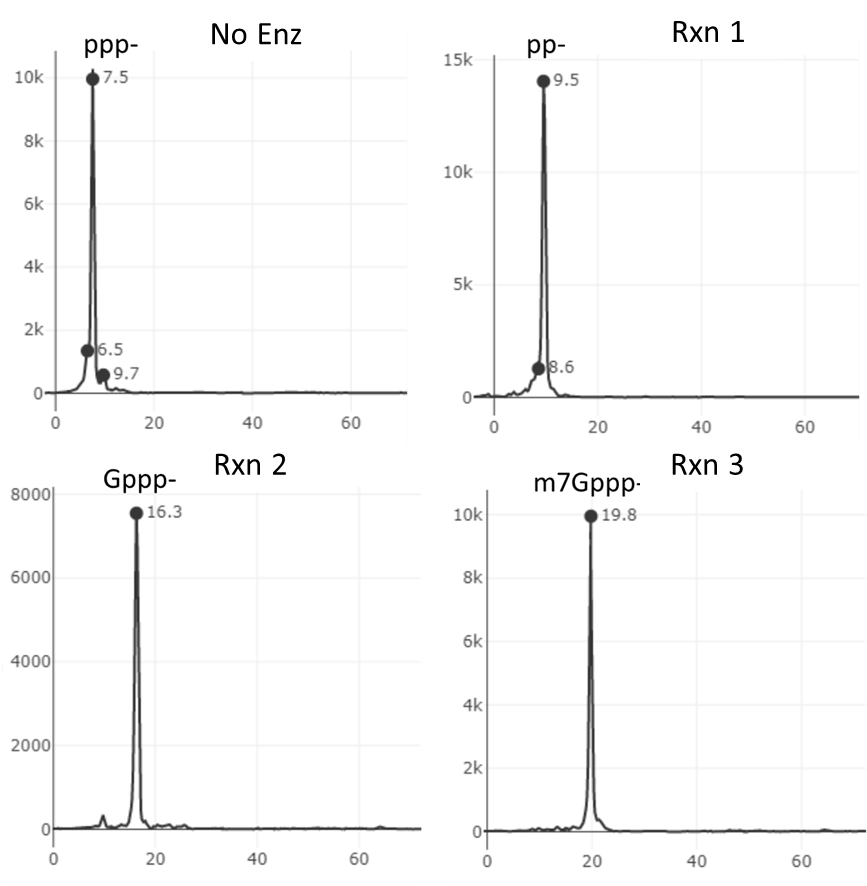 ppp- No Enz
10k
7.5
8k
6k
4k
2k
6.5
9.7
0
0 20 40 60
pp- Rxn 1
15k
9.5
10k
5k
8.6
0
0 20 40 60
Gppp- Rxn 2
8000
16.3
6000
4000
2000
0
0 20 40 60
m7Gppp- Rxn 3
10k
19.8
8k
6k
4k
2k
0
0 20 40 60